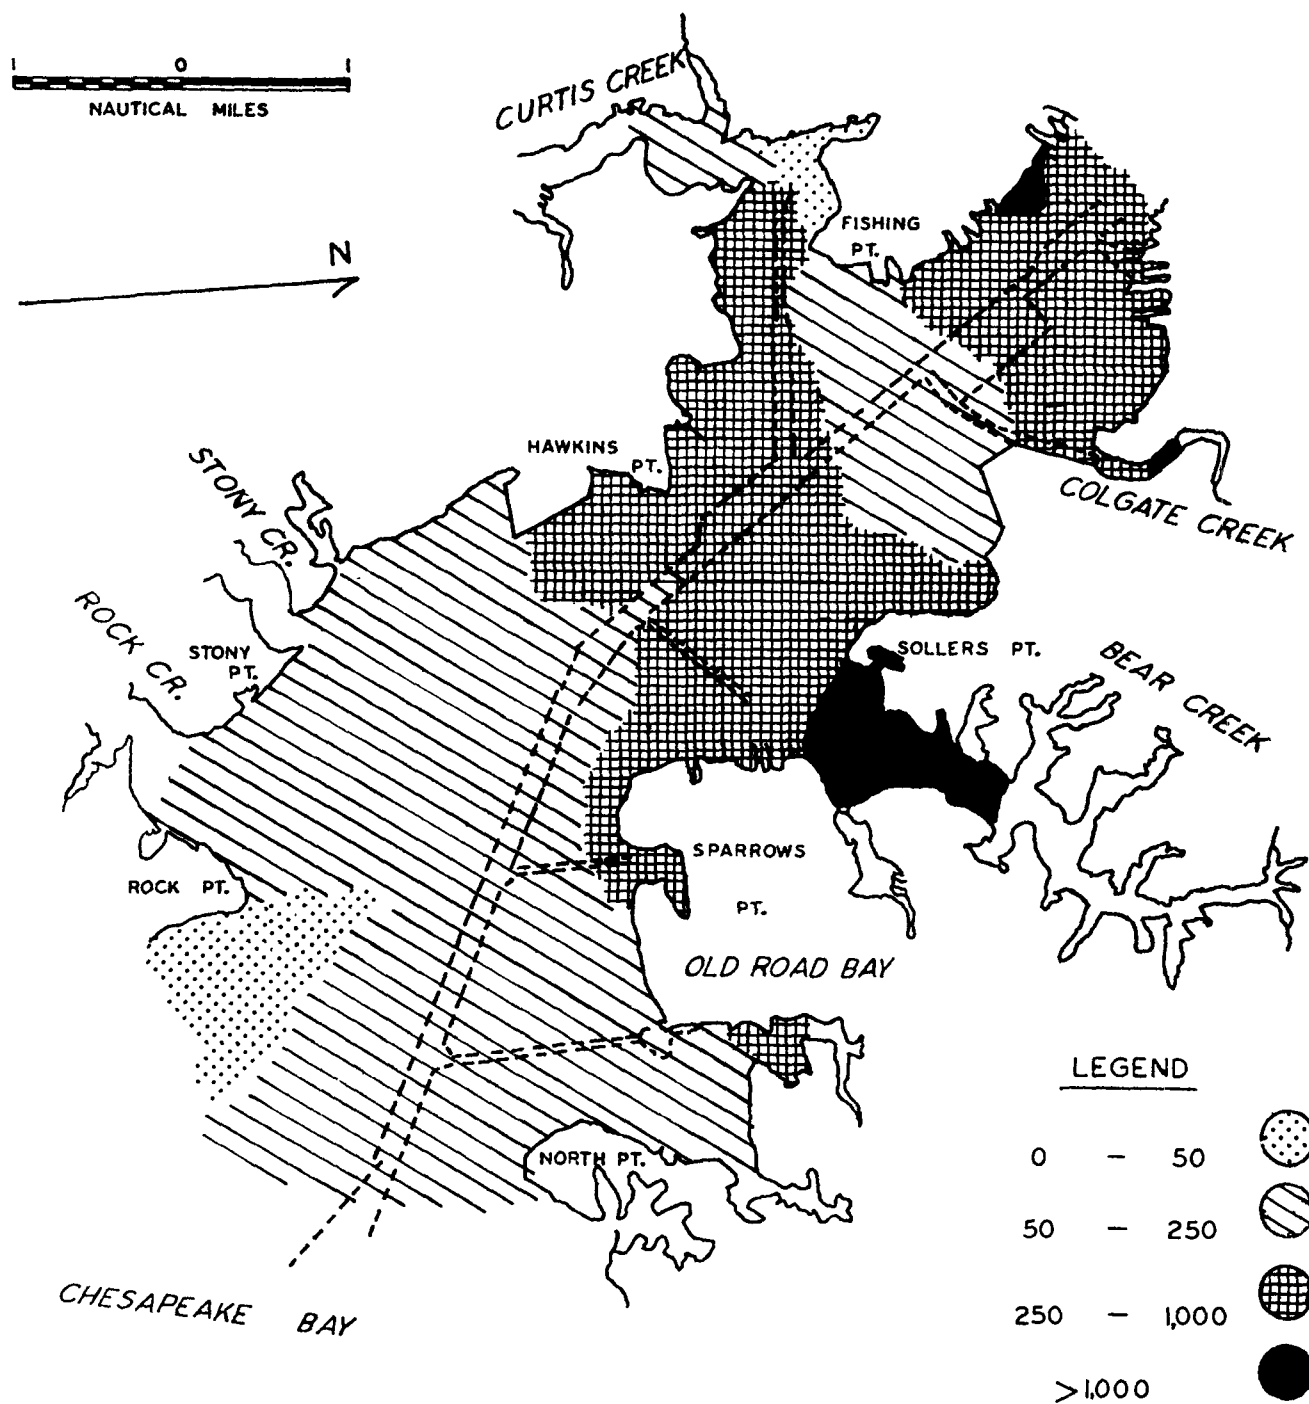 1 0 1
NAUTICAL MILES
CURTIS CREEK
N
FISHING
PT.
HAWKINS
PT.
STONY CR.
COLGATE CREEK
ROCK CR.
STONY
PT.
SOLLERS PT.
BEAR CREEK
SPARROWS
PT.
ROCK PT.
OLD ROAD BAY
LEGEND
0 – 50
50 – 250
250 – 1,000
>1,000
NORTH PT.
CHESAPEAKE BAY